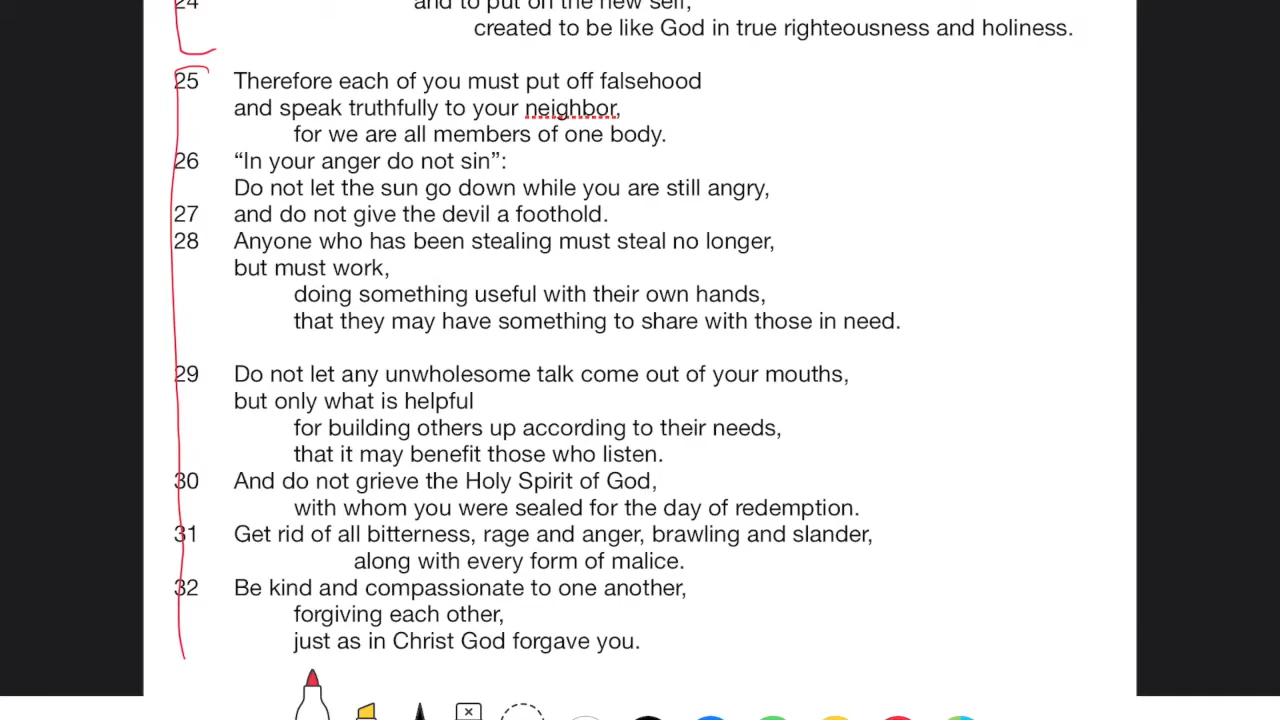 24 and to put on the new self,
created to be like God in true righteousness and holiness.
25 Therefore each of you must put off falsehood
and speak truthfully to your neighbor,
for we are all members of one body.
26 “In your anger do not sin”:
Do not let the sun go down while you are still angry,
27 and do not give the devil a foothold.
28 Anyone who has been stealing must steal no longer,
but must work,
doing something useful with their own hands,
that they may have something to share with those in need.
29 Do not let any unwholesome talk come out of your mouths,
but only what is helpful
for building others up according to their needs,
that it may benefit those who listen.
30 And do not grieve the Holy Spirit of God,
with whom you were sealed for the day of redemption.
31 Get rid of all bitterness, rage and anger, brawling and slander,
along with every form of malice.
32 Be kind and compassionate to one another,
forgiving each other,
just as in Christ God forgave you.